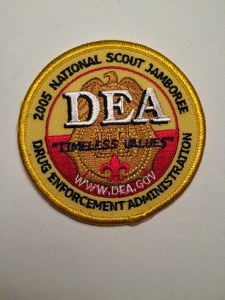 2005 NATIONAL SCOUT JAMBOREE
DEA
"TIMELESS VALUES"
WWW.DEA.GOV
DRUG ENFORCEMENT ADMINISTRATION